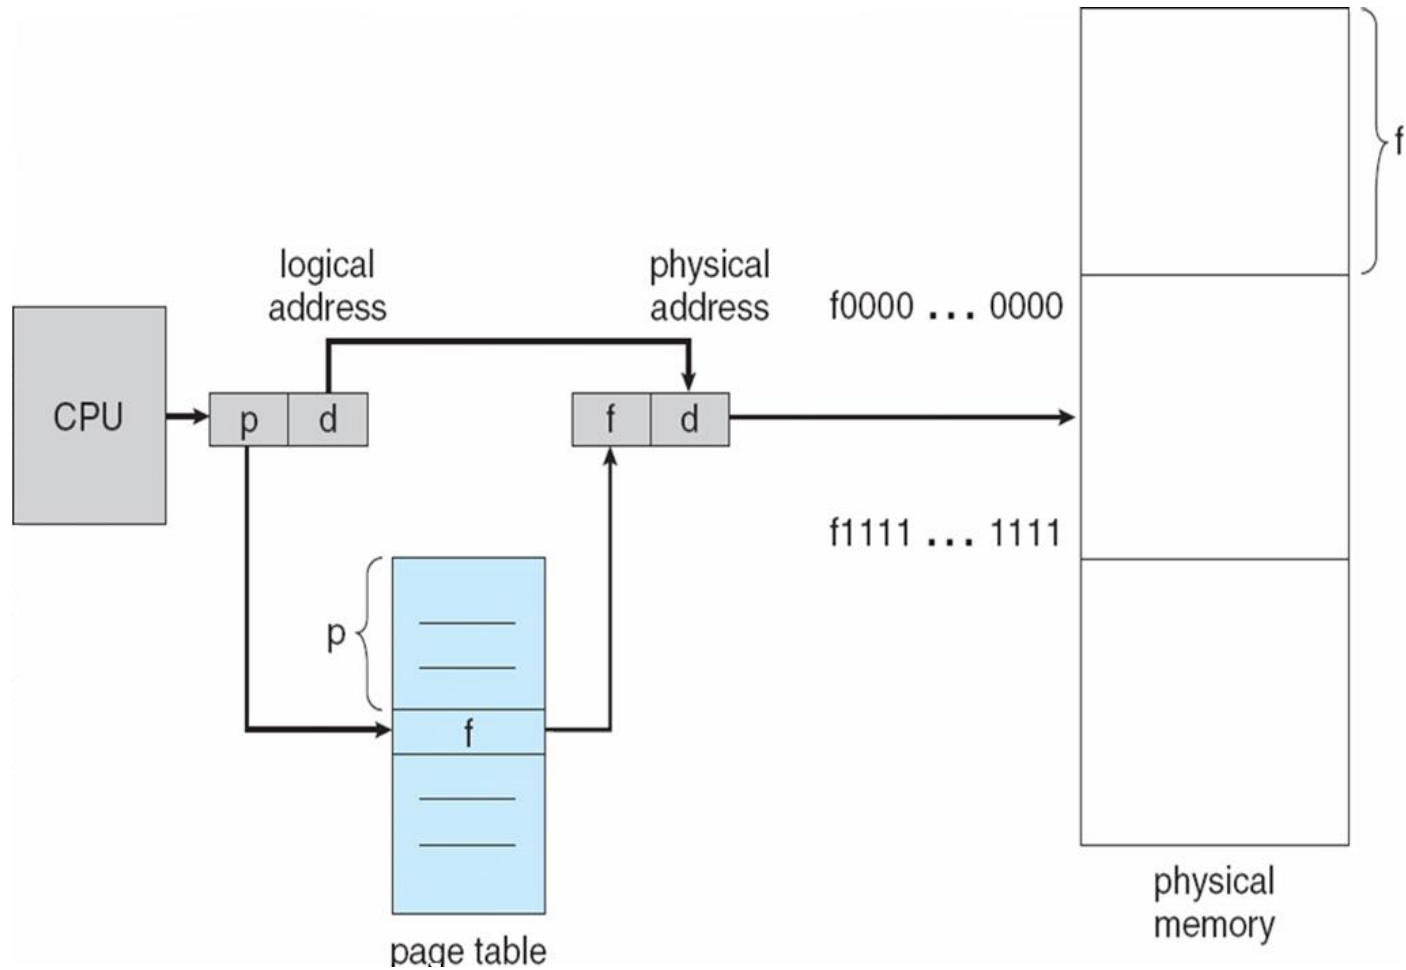 f
logical
address
physical
address
f0000 ... 0000
CPU
p
d
f
d
f1111 ... 1111
p
f
physical
memory
page table